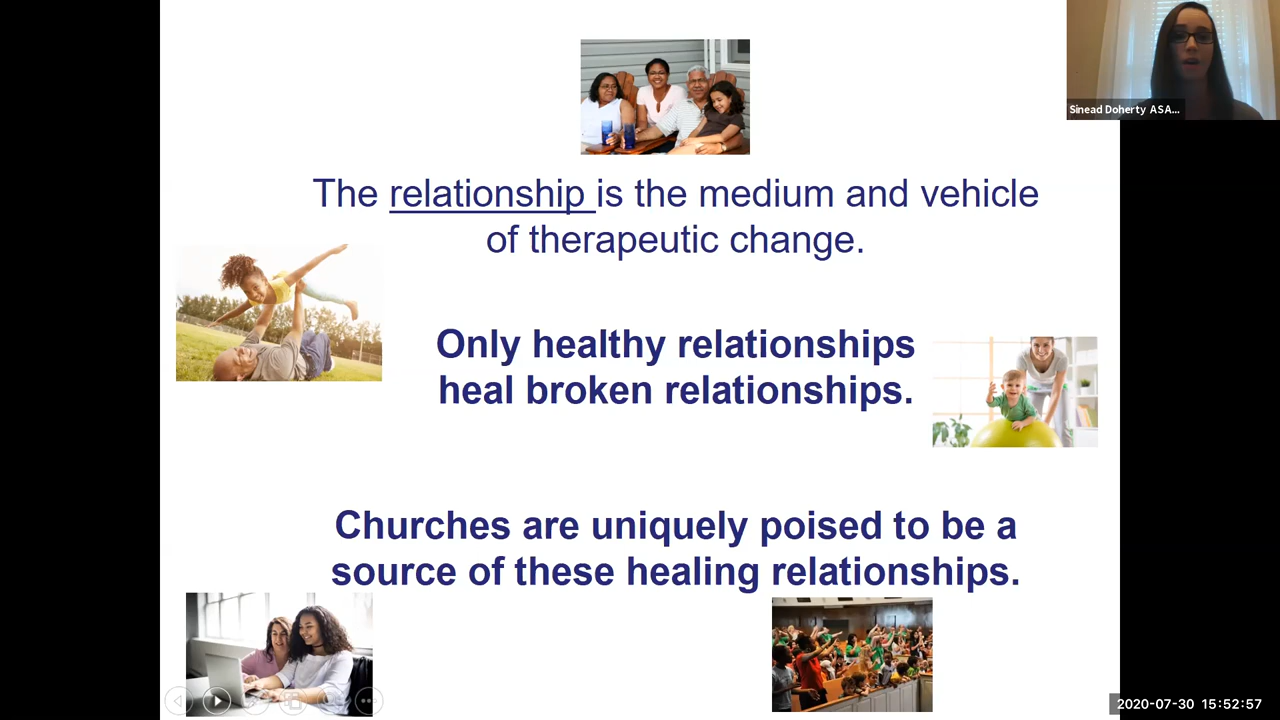 Sinead Doherty ASA...
The relationship is the medium and vehicle
of therapeutic change.
Only healthy relationships
heal broken relationships.
Churches are uniquely poised to be a
source of these healing relationships.
2020-07-30 15:52:57